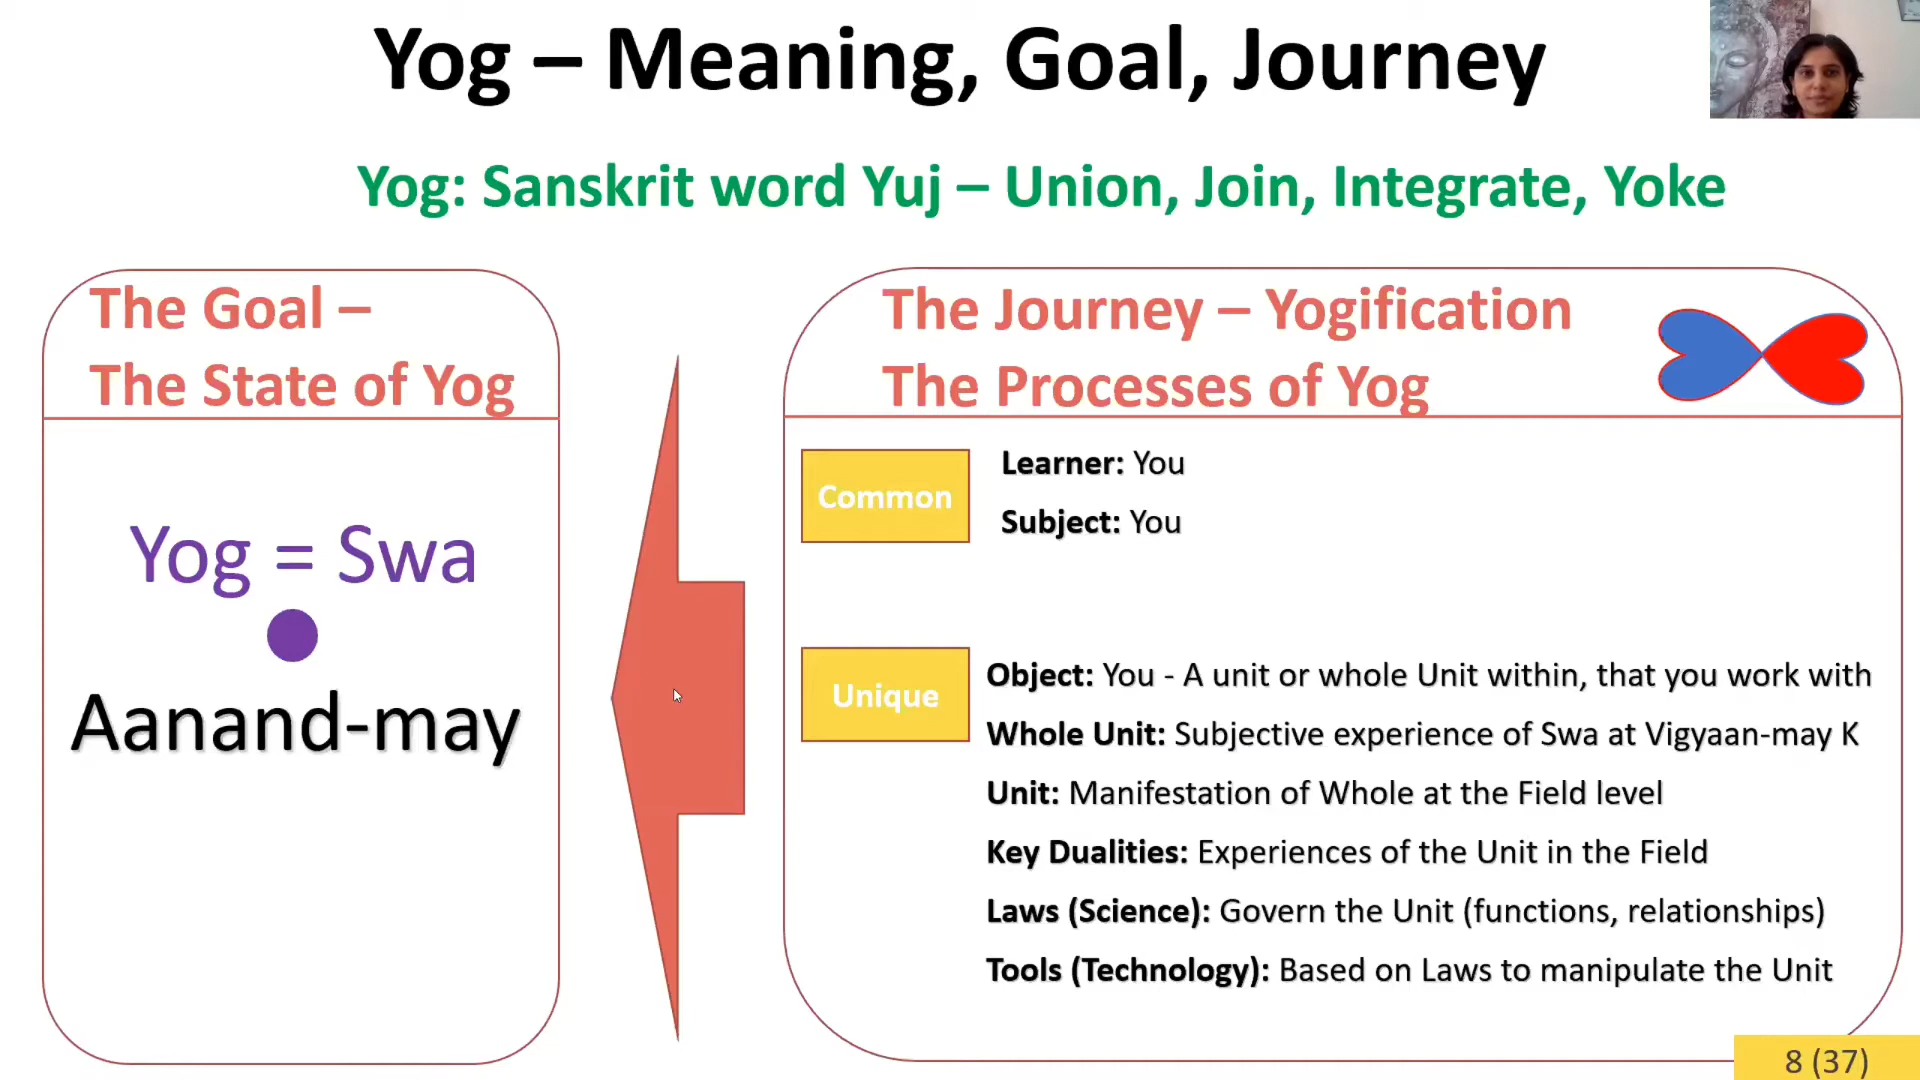 Yog – Meaning, Goal, Journey
Yog: Sanskrit word Yuj – Union, Join, Integrate, Yoke
The Goal –
The State of Yog
Yog = Swa
Aanand-may
The Journey – Yogification
The Processes of Yog
Common
Learner: You
Subject: You
Unique
Object: You - A unit or whole Unit within, that you work with
Whole Unit: Subjective experience of Swa at Vigyaan-may K
Unit: Manifestation of Whole at the Field level
Key Dualities: Experiences of the Unit in the Field
Laws (Science): Govern the Unit (functions, relationships)
Tools (Technology): Based on Laws to manipulate the Unit
8 (37)